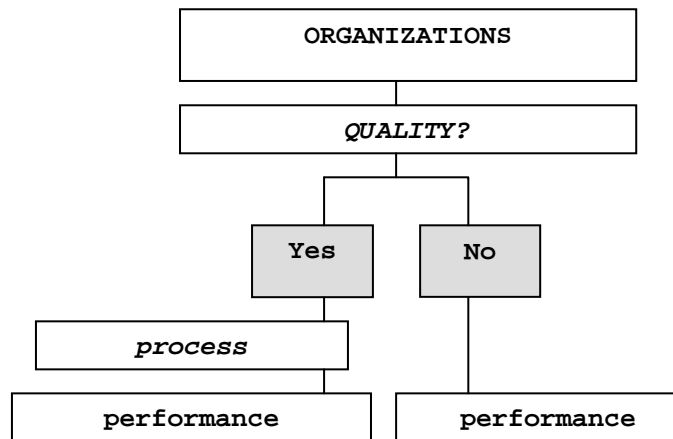 ORGANIZATIONS
QUALITY?
Yes
No
process
performance
performance